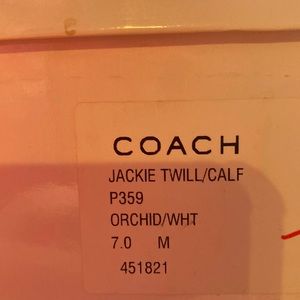 COACH
JACKIE TWILL/CALF
P359
ORCHID/WHT
7.0 M
451821